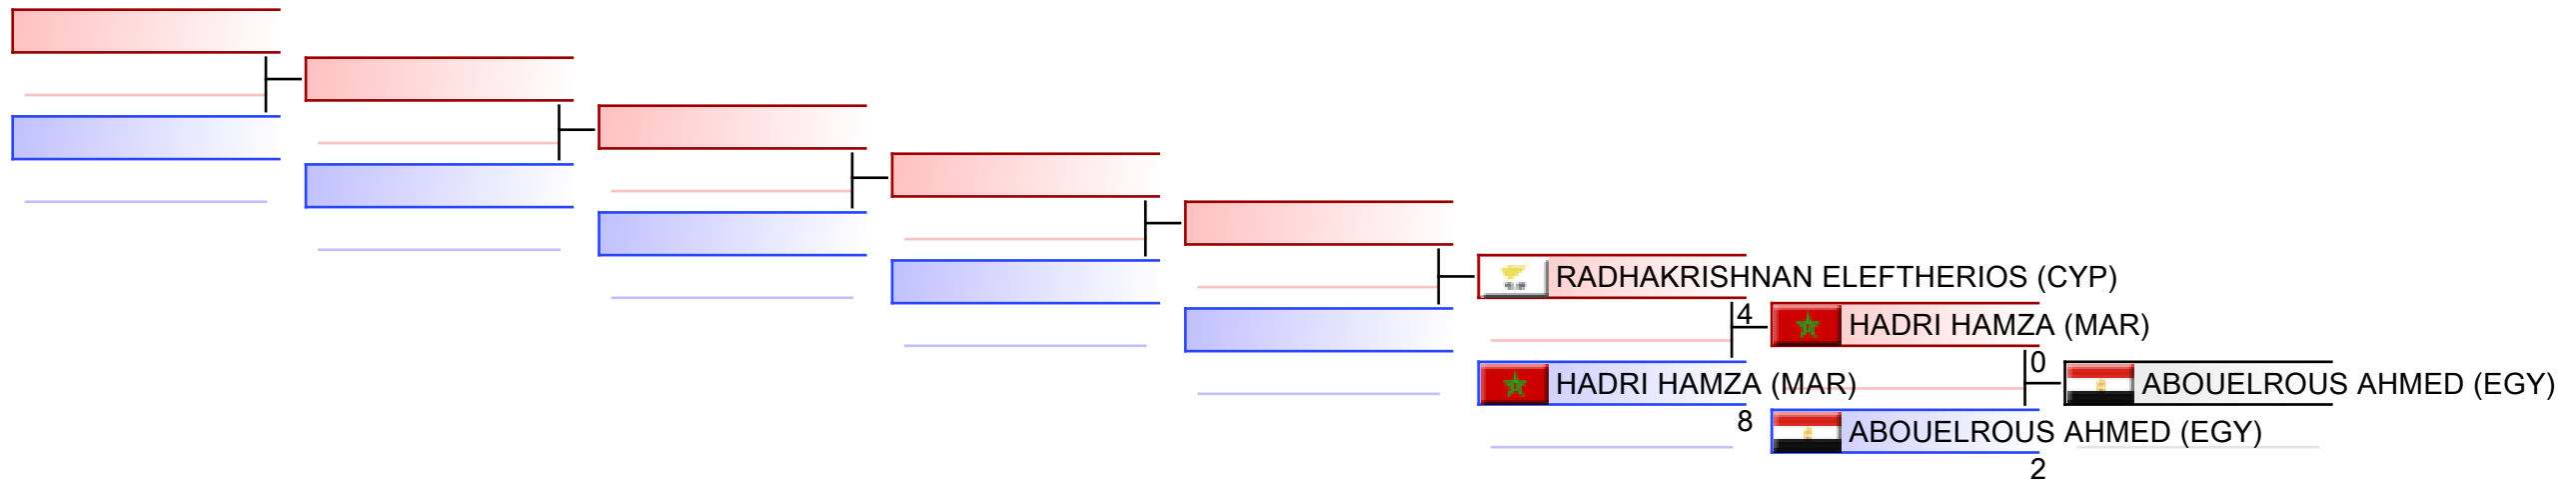 RADHAKRISHNAN ELEFTHERIOS (CYP)
4
HADRI HAMZA (MAR)
HADRI HAMZA (MAR)
8
0
ABOUELROUS AHMED (EGY)
ABOUELROUS AHMED (EGY)
2